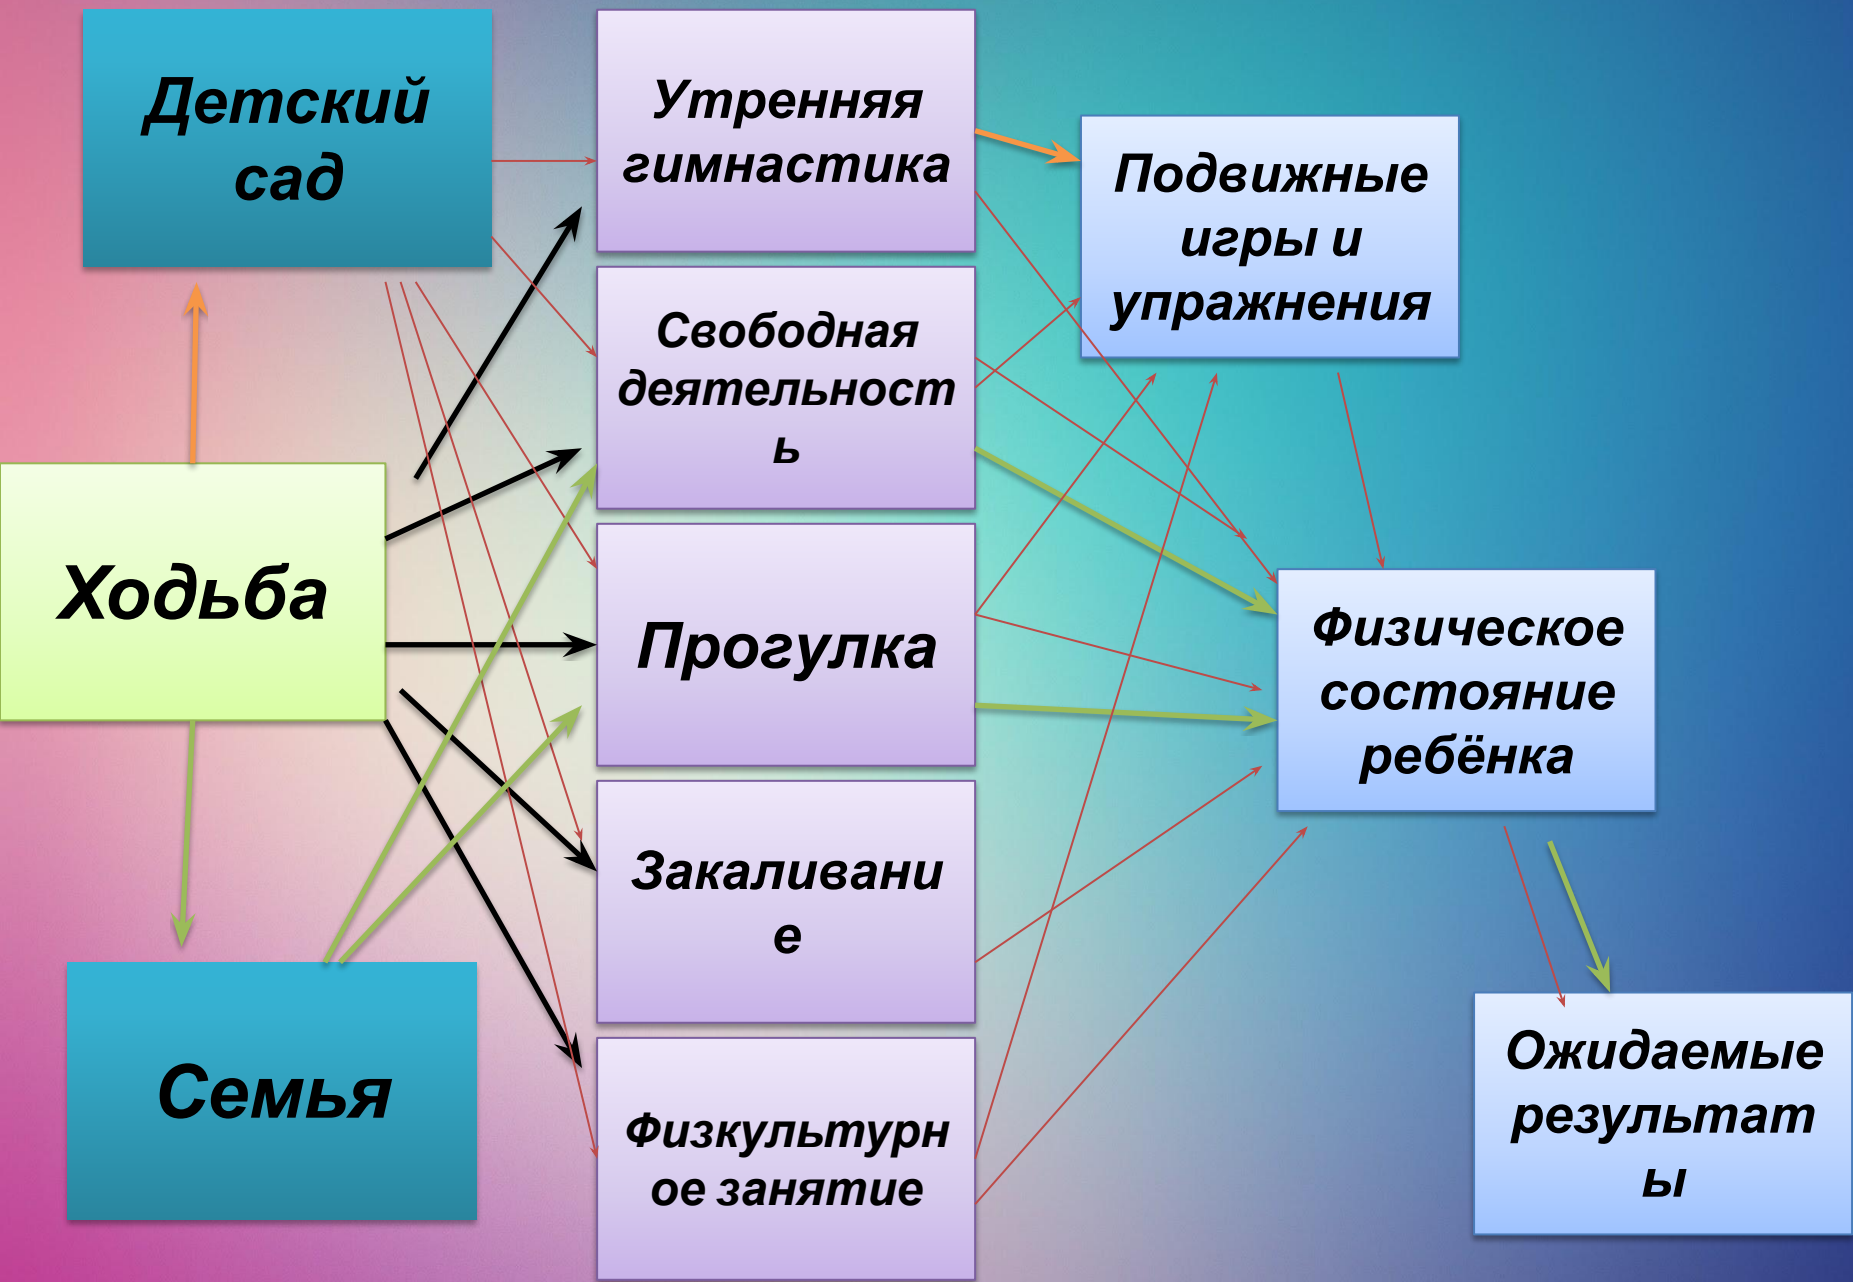 Детский
сад
Утренняя
гимнастика
Подвижные
игры и
упражнения
Свободная
деятельност
ь
Ходьба
Прогулка
Физическое
состояние
ребёнка
Закаливани
е
Семья
Физкультурн
ое занятие
Ожидаемые
результат
ы